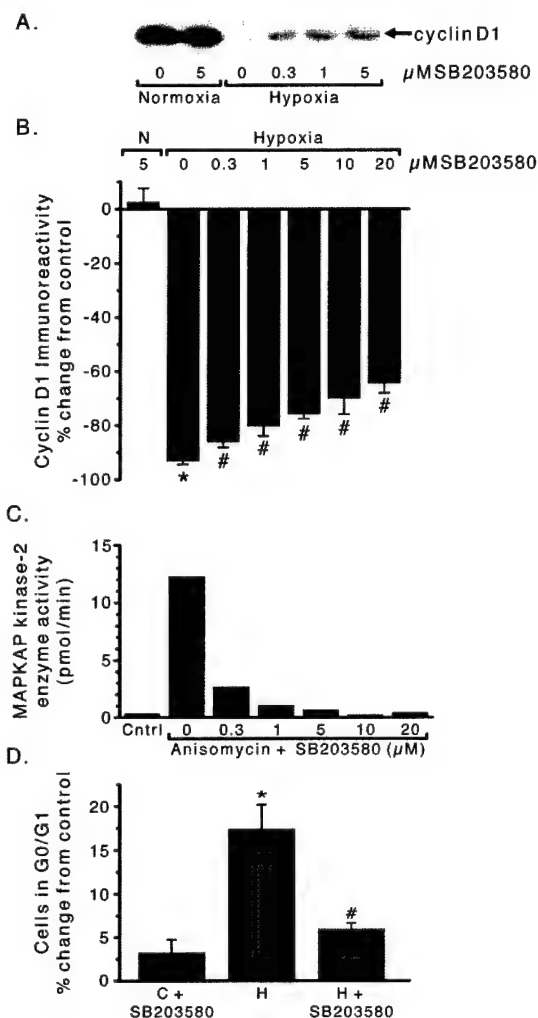 A.
cyclin D1
0 5 0 0.3 1 5 μMSB203580
Normoxia Hypoxia
B.
N Hypoxia
5 0 0.3 1 5 10 20 μMSB203580
Cyclin D1 Immunoreactivity
% change from control
0
-20
-40
-60
-80
-100
* # # # # #
C.
MAPKAP kinase-2
enzyme activity
(pmol/min)
15
10
5
0
Cntrl 0 0.3 1 5 10 20
Anisomycin + SB203580 (μM)
D.
Cells in G0/G1
% change from control
20
15
10
5
0
* #
C + H H +
SB203580 SB203580